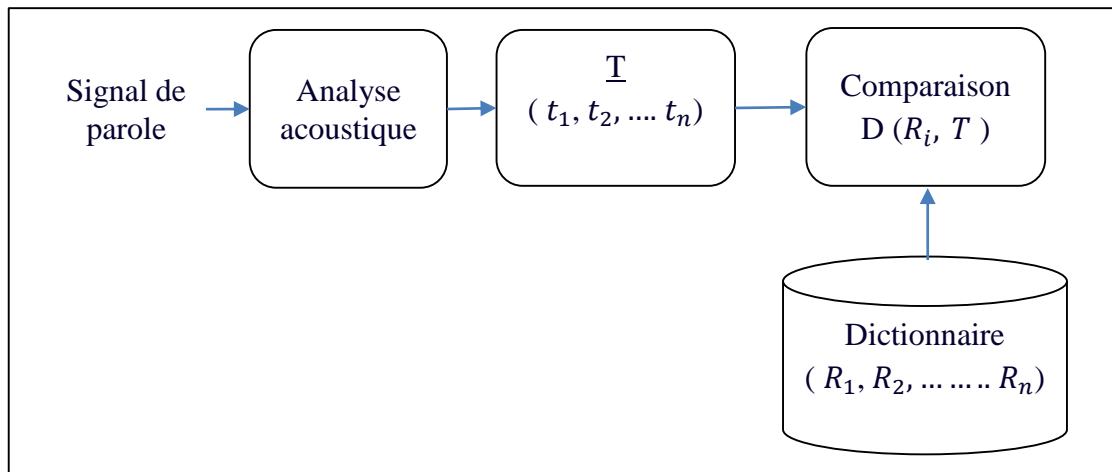 Signal de
parole
Analyse
acoustique
T
( t₁, t₂, …. tₙ)
Comparaison
D (Rᵢ, T )
Dictionnaire
( R₁, R₂, … … .. Rₙ)